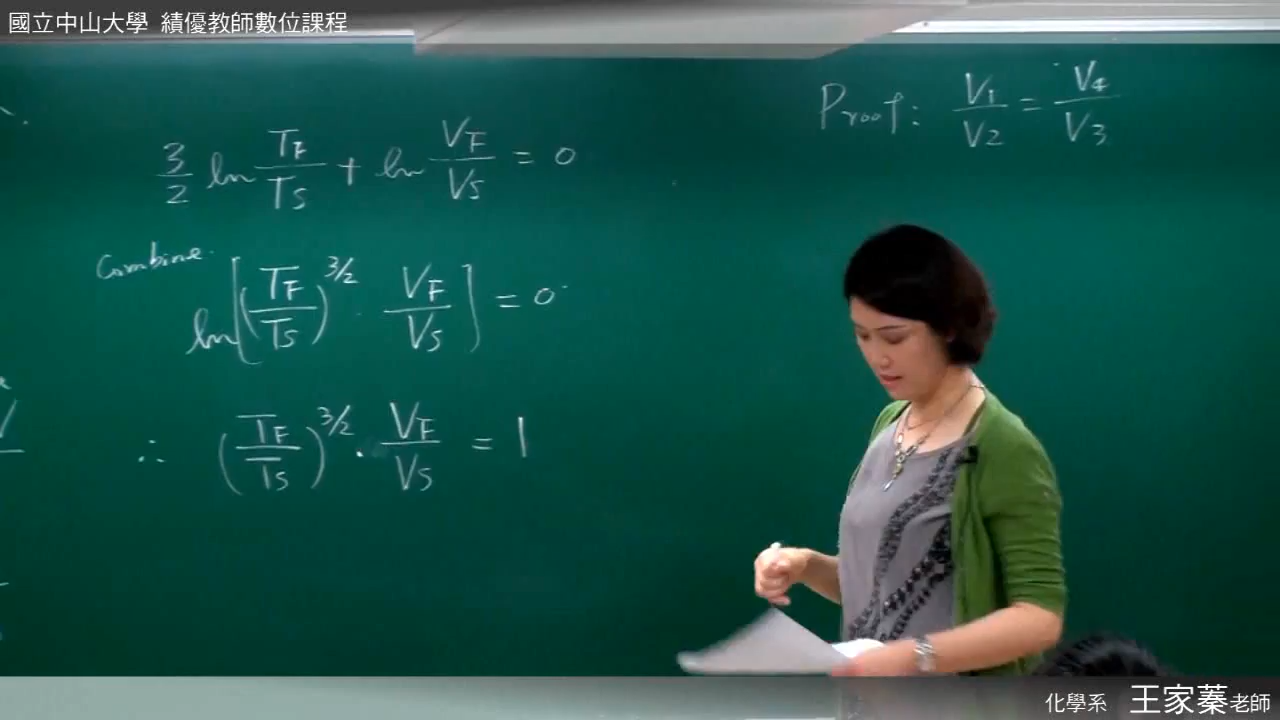 國立中山大學 績優教師數位課程
3/2 ln TF/TS + ln VF/VS = 0
Combine.
ln[(TF/TS)^3/2 · VF/VS] = 0
∴ (TF/TS)^3/2 · VF/VS = 1
Proof: V1/V2 = V4/V3
化學系 王家蓁老師